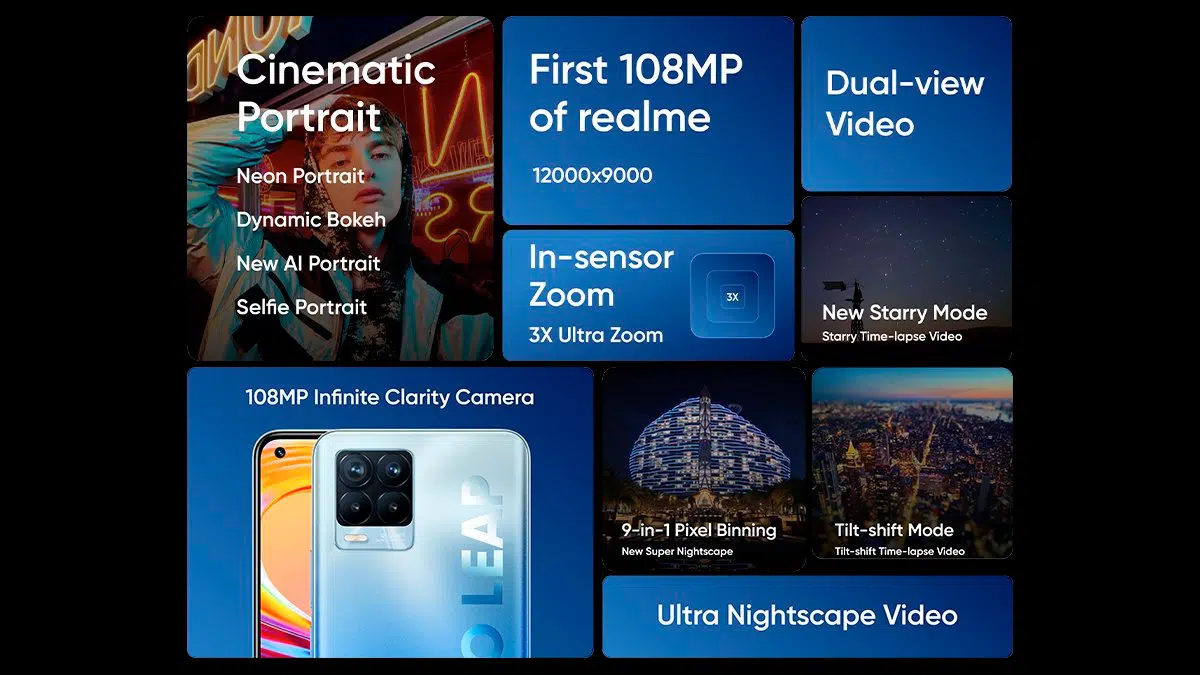 Cinematic
Portrait
Neon Portrait
Dynamic Bokeh
New AI Portrait
Selfie Portrait
First 108MP
of realme
12000x9000
Dual-view
Video
In-sensor
Zoom
3X Ultra Zoom
3X
New Starry Mode
Starry Time-lapse Video
108MP Infinite Clarity Camera
O LEAP
9-in-1 Pixel Binning
New Super Nightscape
Tilt-shift Mode
Tilt-shift Time-lapse Video
Ultra Nightscape Video